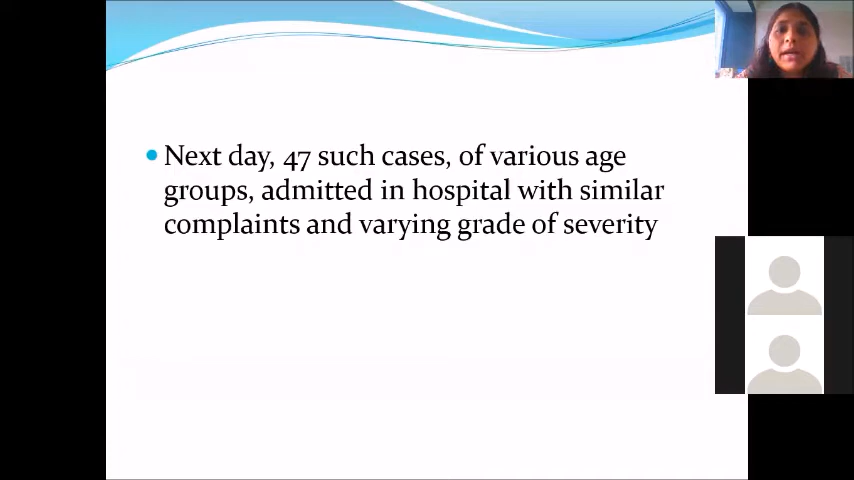 Next day, 47 such cases, of various age
groups, admitted in hospital with similar
complaints and varying grade of severity